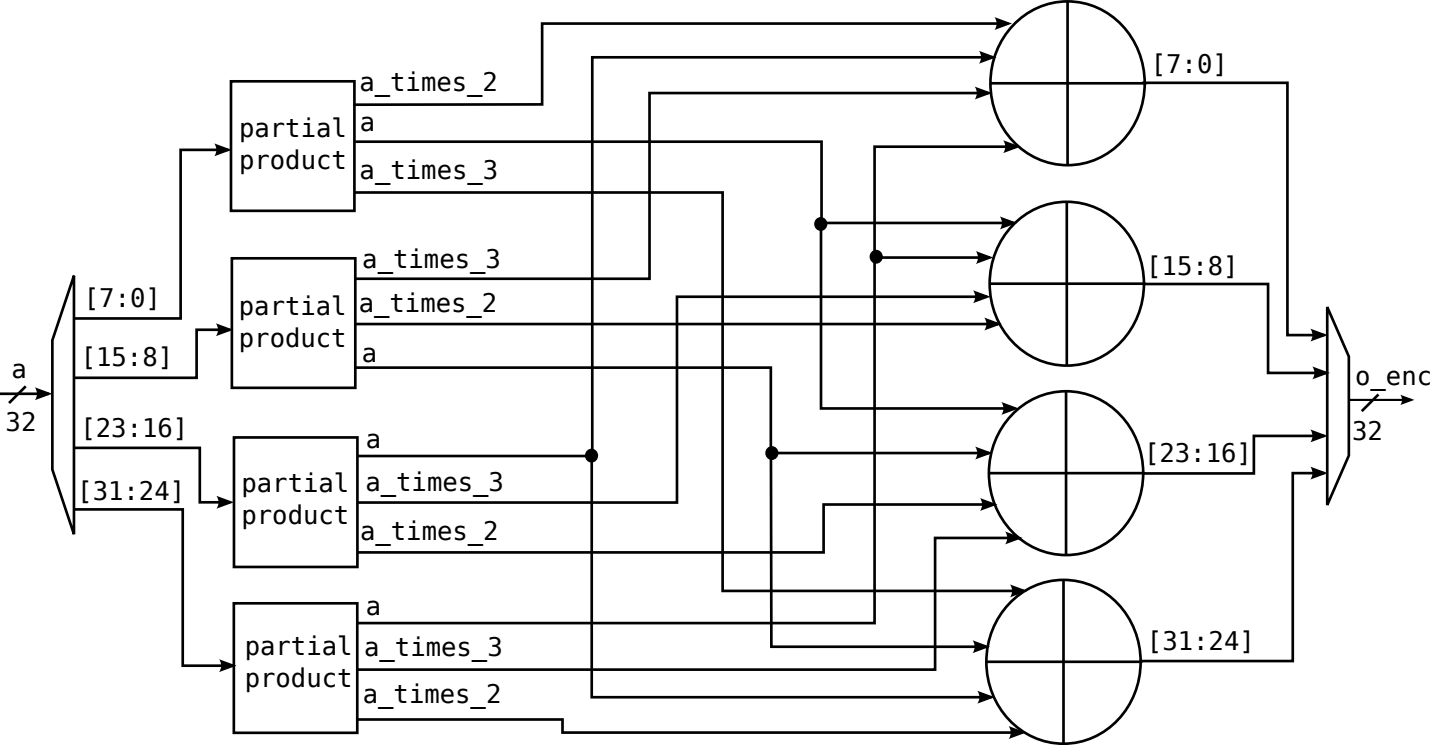 a
32
[7:0]
[15:8]
[23:16]
[31:24]
partial
product
a_times_2
a
a_times_3
partial
product
a_times_3
a_times_2
a
partial
product
a
a_times_3
a_times_2
partial
product
a
a_times_3
a_times_2
[7:0]
[15:8]
[23:16]
[31:24]
o_enc
32